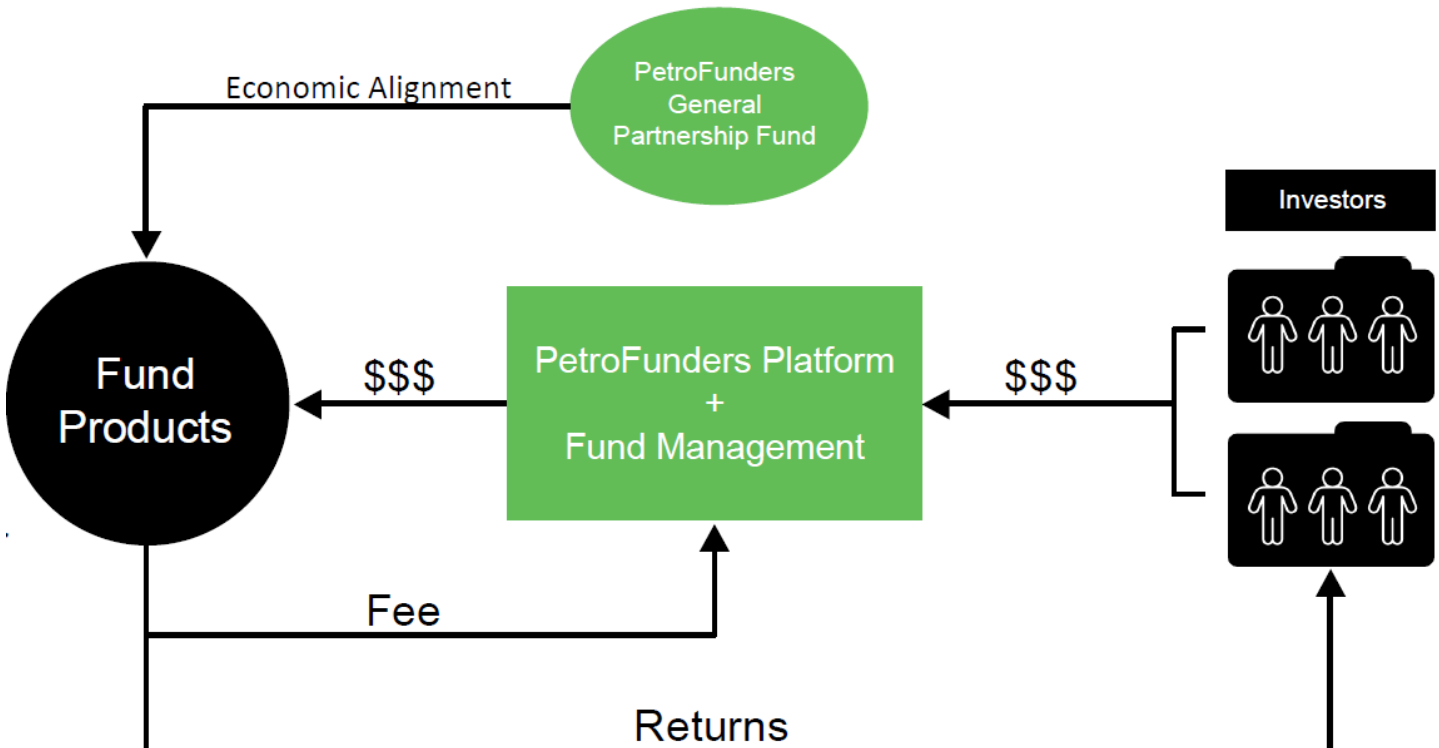 PetroFunders
General
Partnership Fund
Economic Alignment
Investors
Fund
Products
$$$
PetroFunders Platform
+
Fund Management
$$$
Fee
Returns